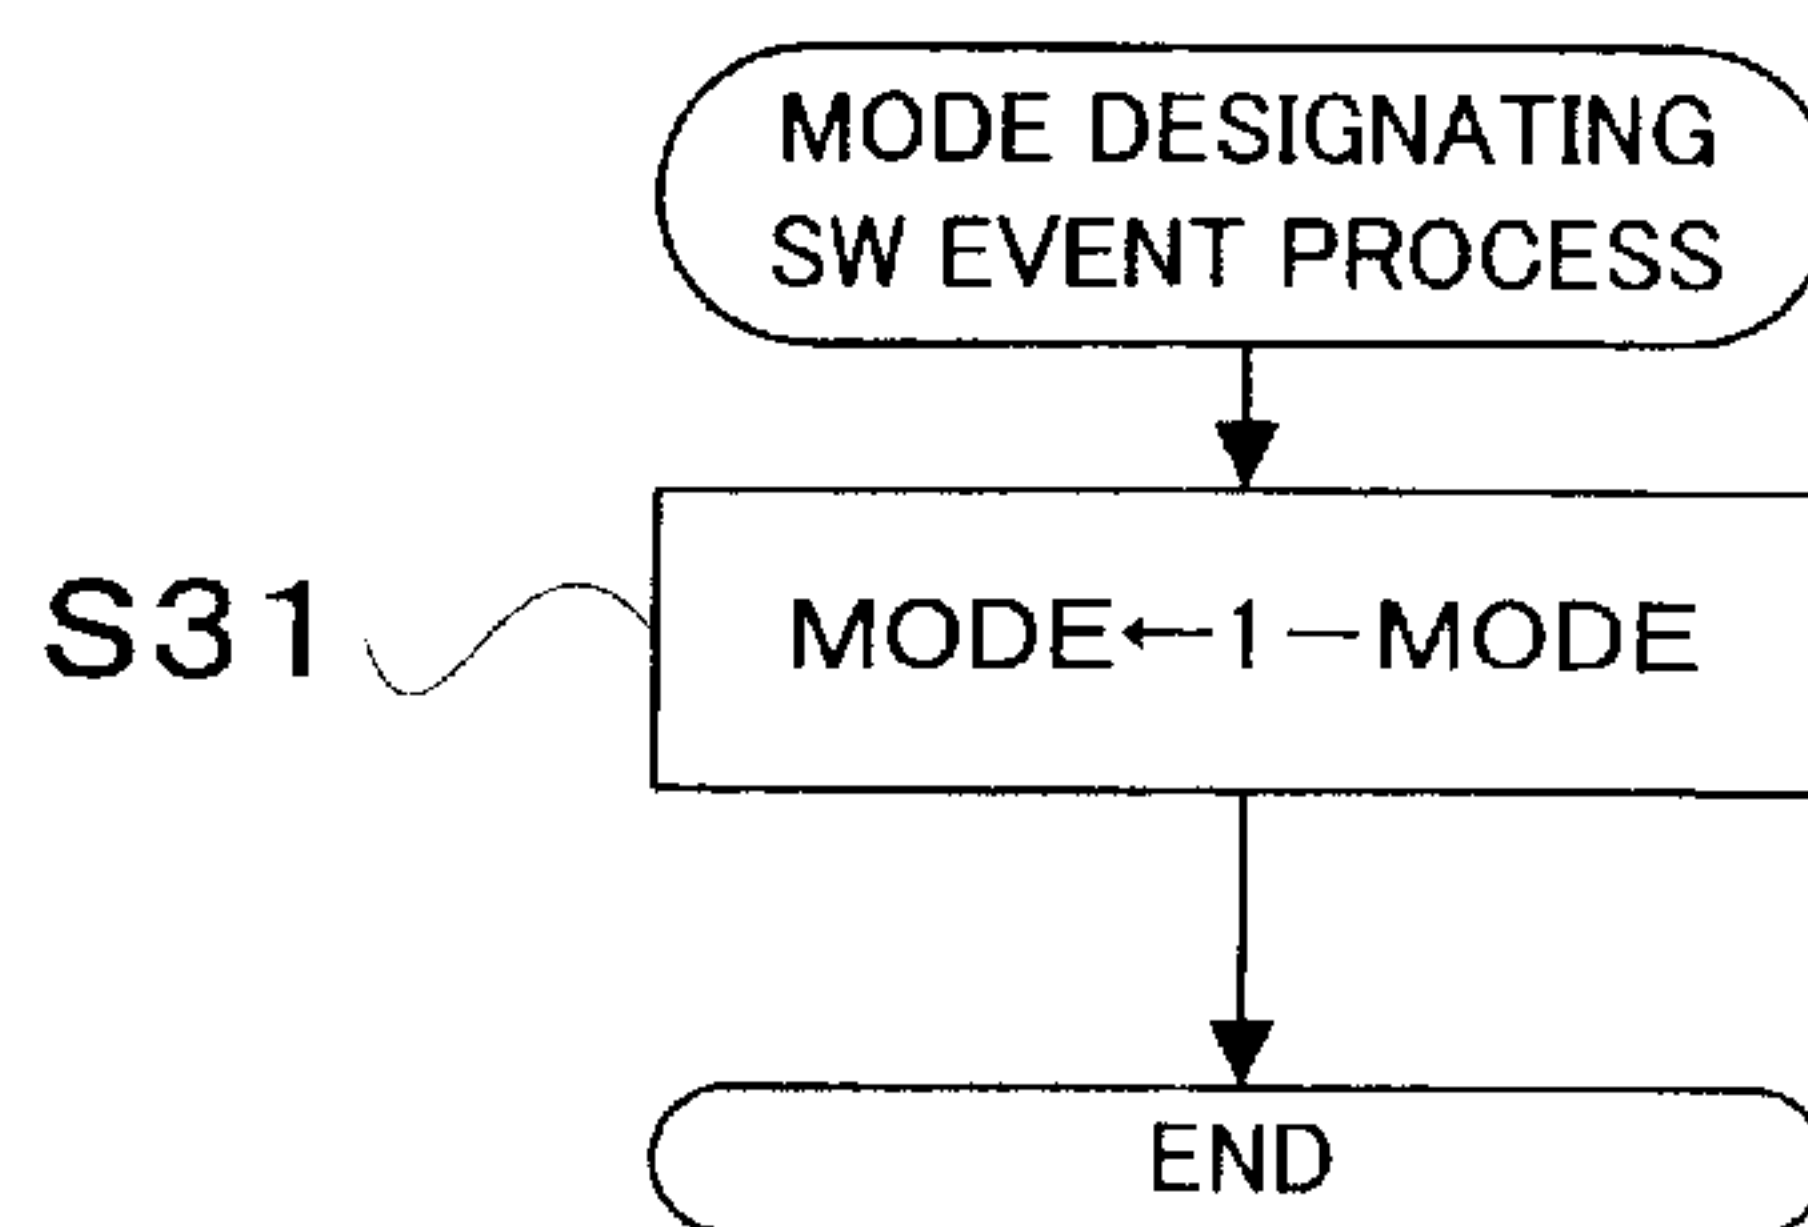 MODE DESIGNATING
SW EVENT PROCESS
S31
MODE←1—MODE
END